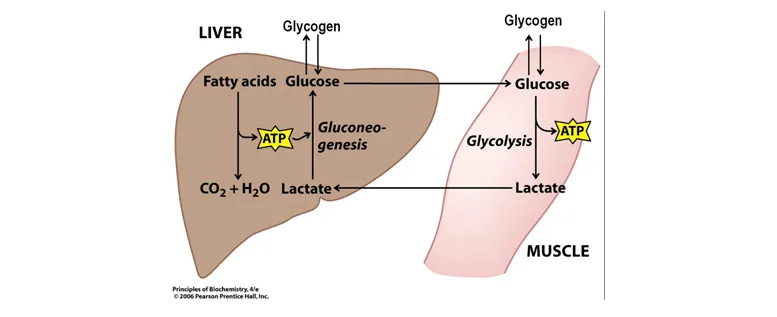 Glycogen
Glycogen
LIVER
Fatty acids Glucose
Glucose
ATP
Gluconeo-
genesis
Glycolysis
ATP
CO₂ + H₂O Lactate
Lactate
MUSCLE
Principles of Biochemistry, 4/e
© 2006 Pearson Prentice Hall, Inc.